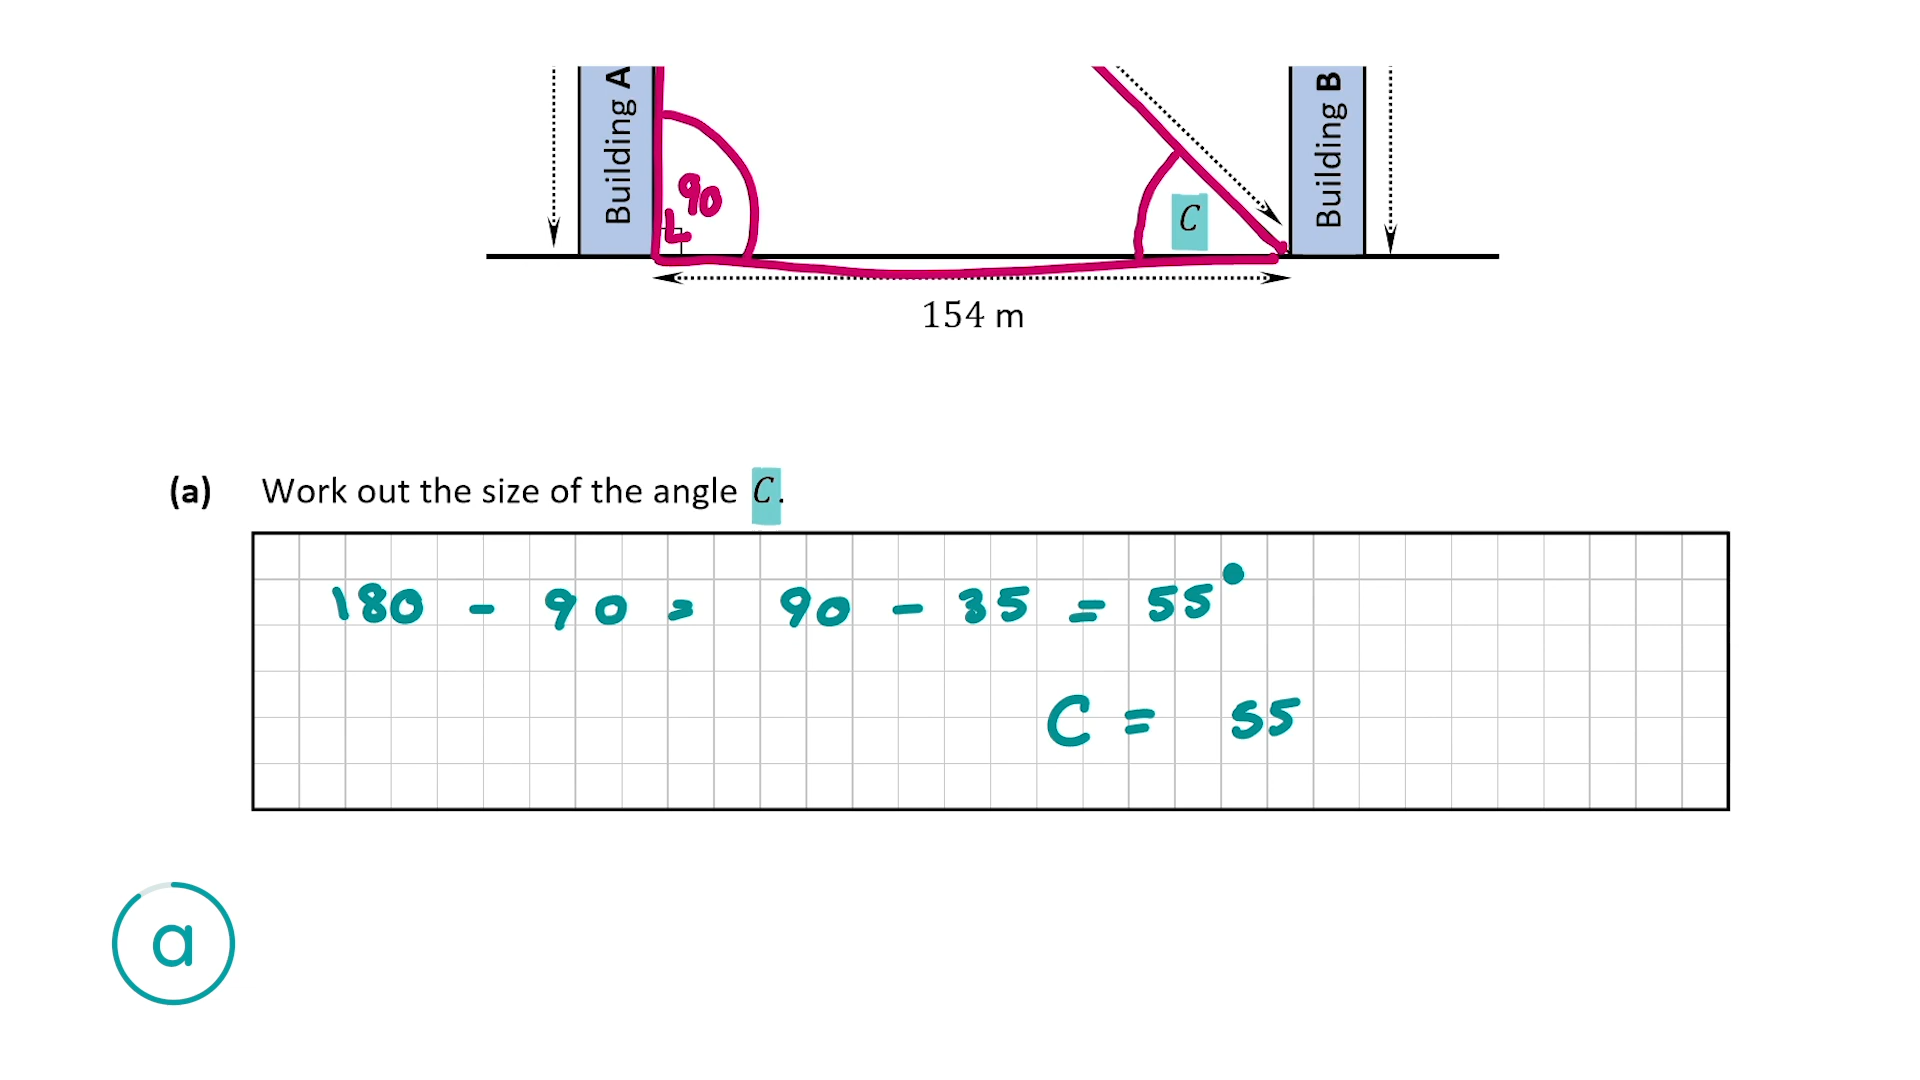 Building A
90
C
Building B
154 m
(a) Work out the size of the angle C.
180 - 90 = 90 - 35 = 55°
C = 55
a